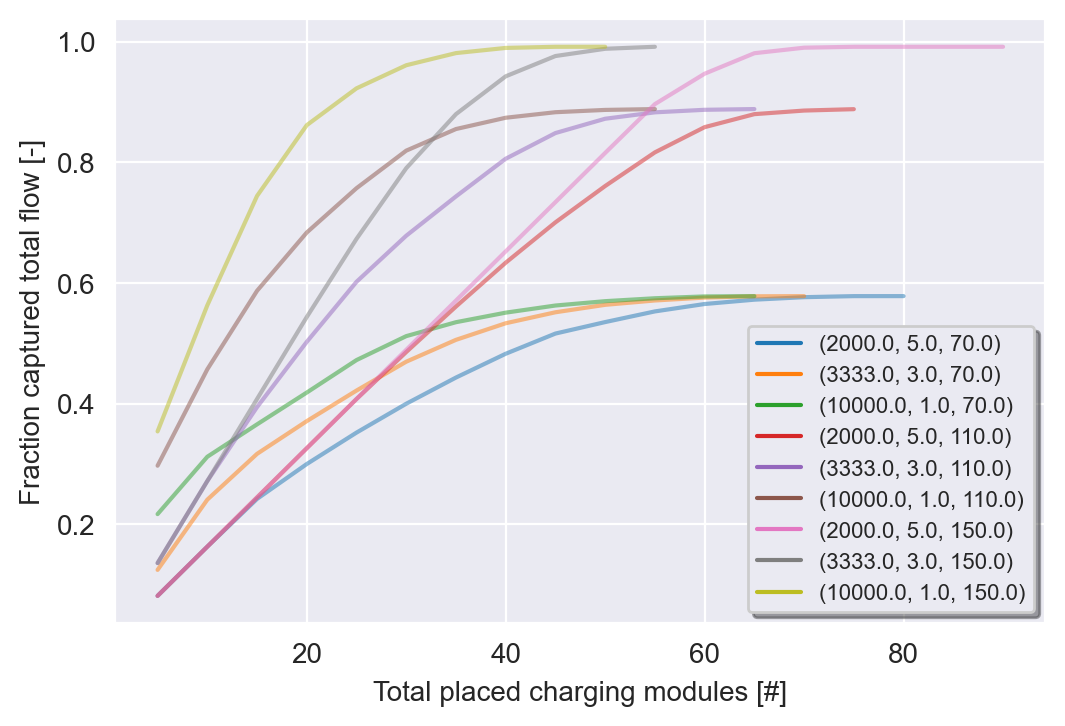 1.0
0.8
0.6
0.4
0.2
Fraction captured total flow [-]
20
40
60
80
Total placed charging modules [#]
(2000.0, 5.0, 70.0)
(3333.0, 3.0, 70.0)
(10000.0, 1.0, 70.0)
(2000.0, 5.0, 110.0)
(3333.0, 3.0, 110.0)
(10000.0, 1.0, 110.0)
(2000.0, 5.0, 150.0)
(3333.0, 3.0, 150.0)
(10000.0, 1.0, 150.0)